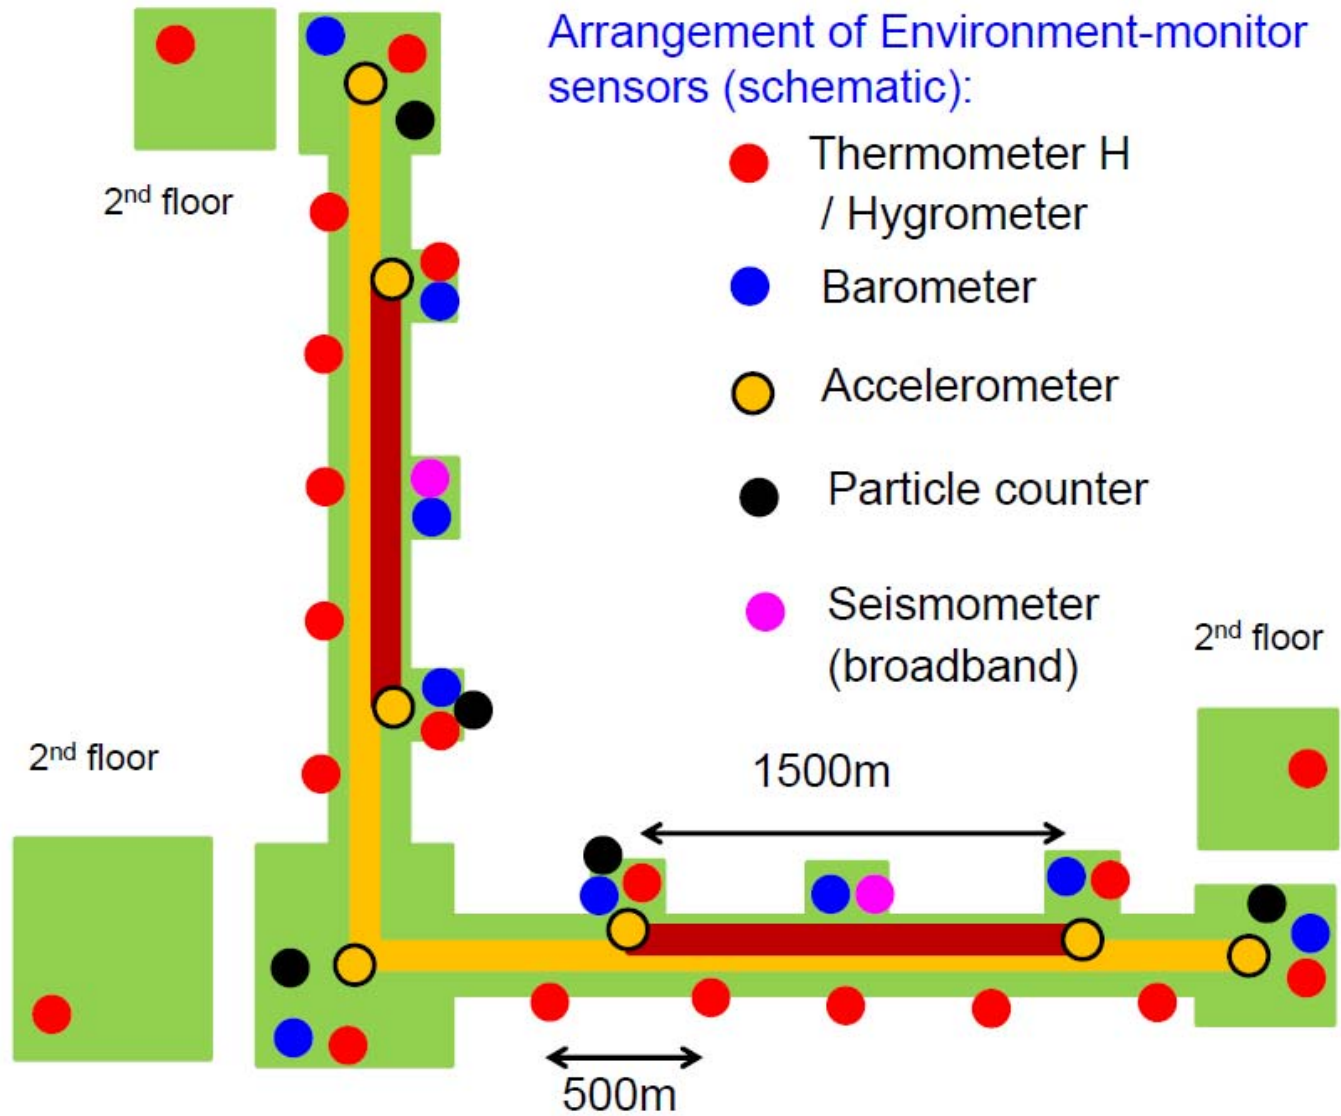 Arrangement of Environment-monitor
sensors (schematic):
Thermometer H
/ Hygrometer
Barometer
Accelerometer
Particle counter
Seismometer
(broadband)
2nd floor
2nd floor
2nd floor
1500m
500m